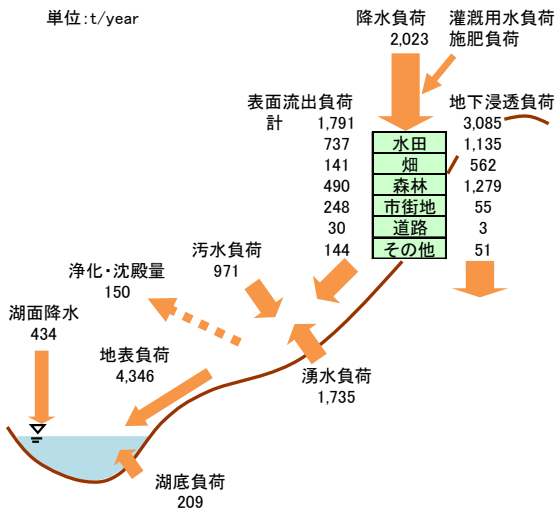 単位:t/year
降水負荷
2,023
灌漑用水負荷
施肥負荷
表面流出負荷
計 1,791
地下浸透負荷
3,085
737 水田 1,135
141 畑 562
490 森林 1,279
248 市街地 55
30 道路 3
144 その他 51
汚水負荷
971
浄化・沈殿量
150
湖面降水
434
地表負荷
4,346
湧水負荷
1,735
湖底負荷
209